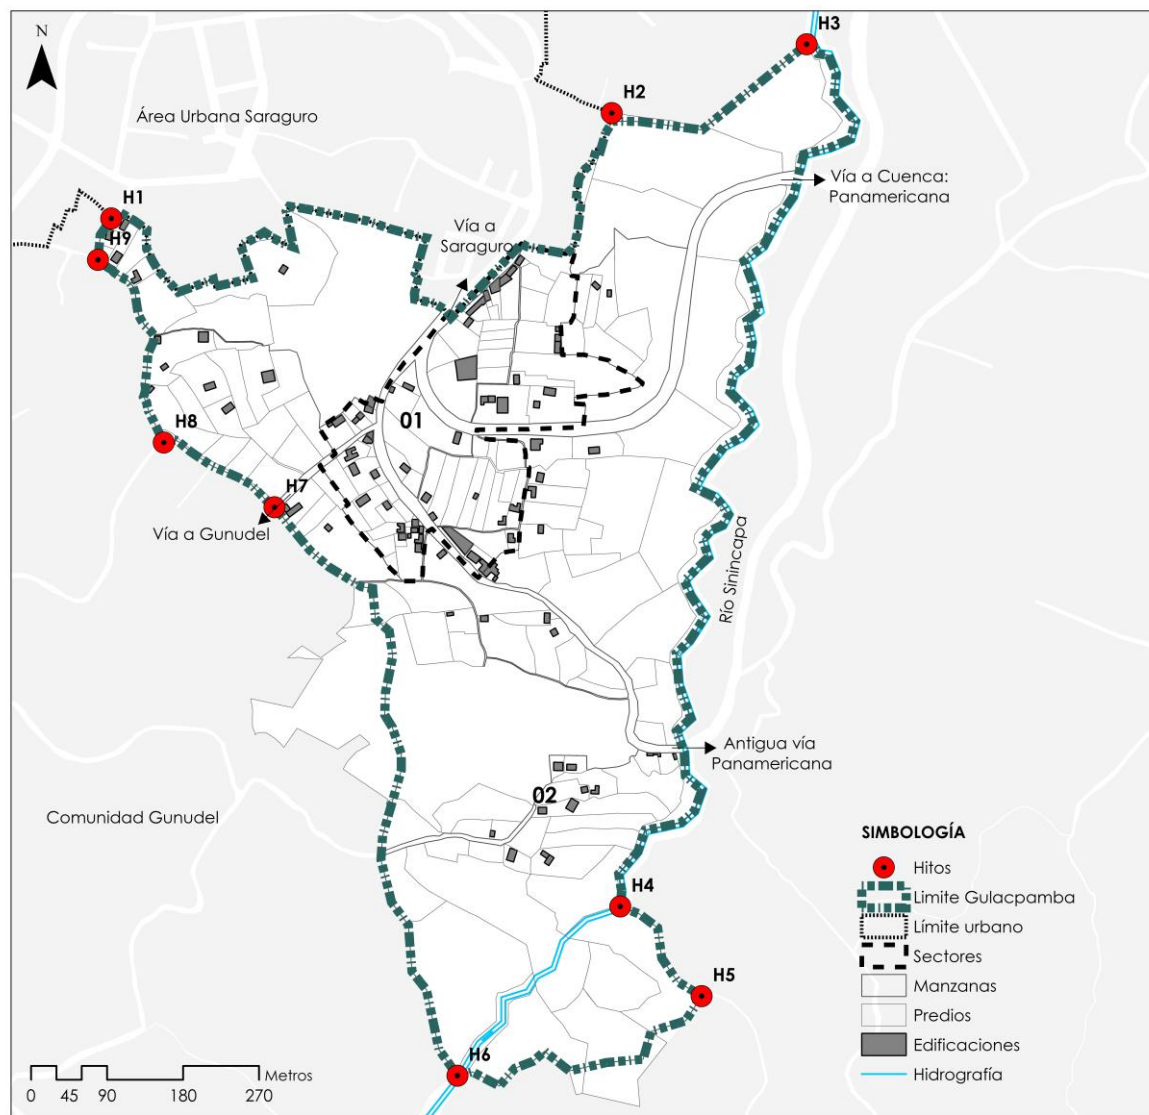 N
H3
H2
Área Urbana Saraguro
Vía a Cuenca:
Panamericana
H1
Vía a
Saraguro
H9
01
H8
H7
Vía a Gunudel
Río Sinincapa
Antigua vía
Panamericana
02
Comunidad Gunudel
H4
H5
H6
SIMBOLOGÍA
Hitos
Limite Gulacpamba
Límite urbano
Sectores
Manzanas
Predios
Edificaciones
Hidrografía
Metros
0 45 90 180 270